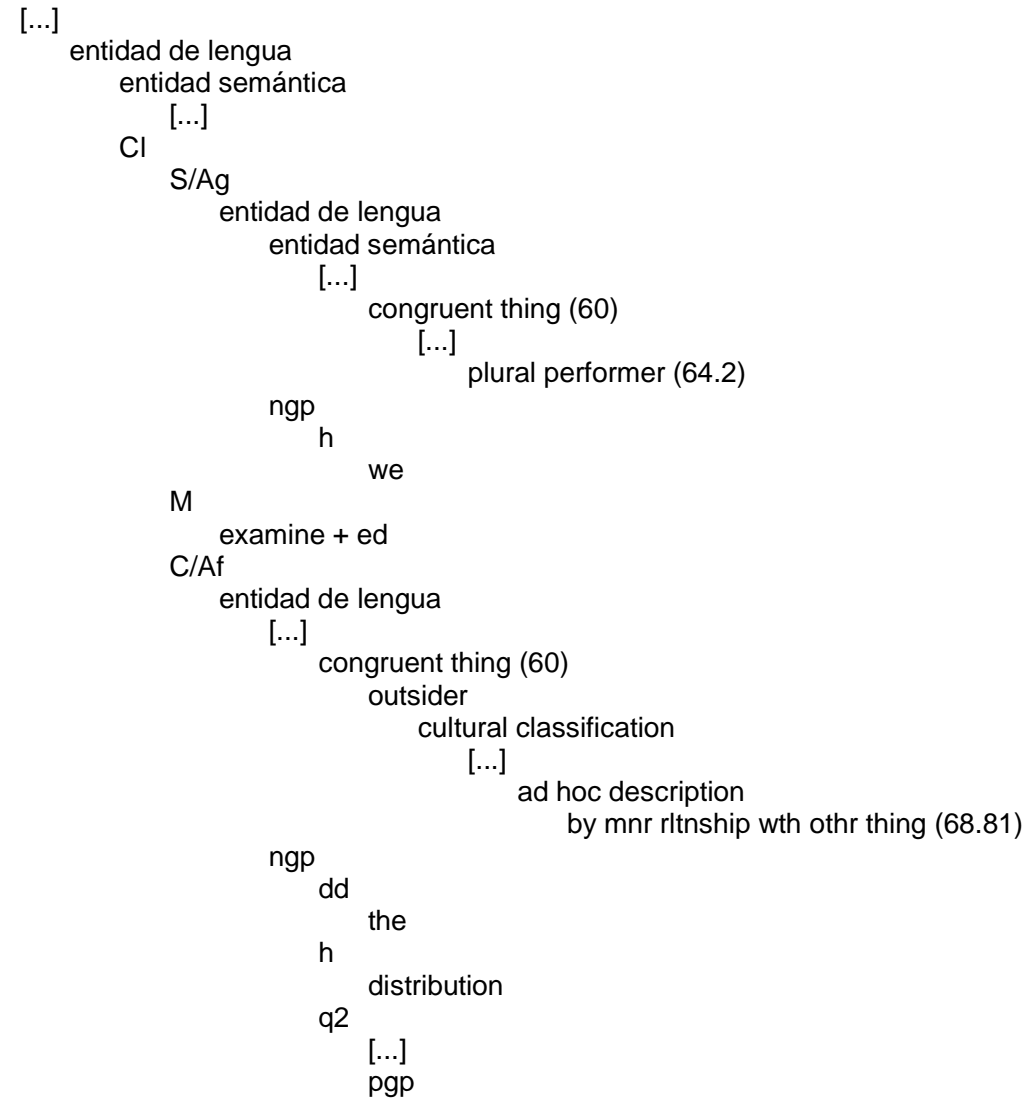 [...]
entidad de lengua
entidad semántica
[...]
Cl
S/Ag
entidad de lengua
entidad semántica
[...]
congruent thing (60)
[...]
plural performer (64.2)
ngp
h
we
M
examine + ed
C/Af
entidad de lengua
[...]
congruent thing (60)
outsider
cultural classification
[...]
ad hoc description
by mnr rltnship wth othr thing (68.81)
ngp
dd
the
h
distribution
q2
[...]
pgp